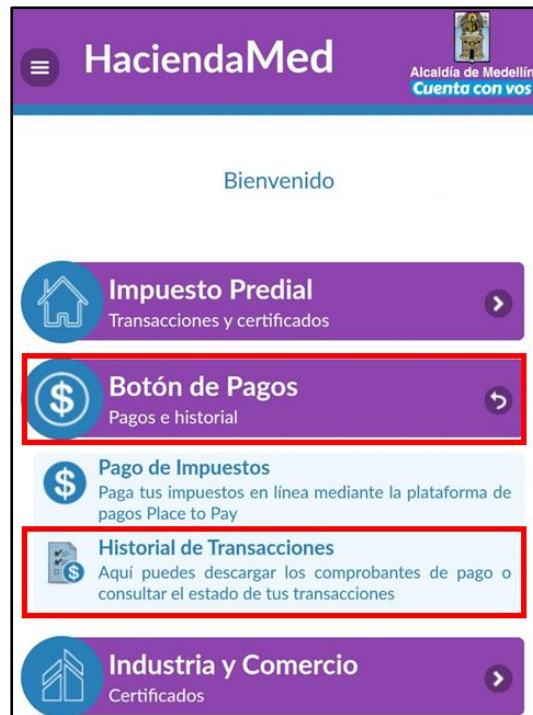 HaciendaMed
Alcaldía de Medellín
Cuenta con vos
Bienvenido
Impuesto Predial
Transacciones y certificados
$
Botón de Pagos
Pagos e historial
$
Pago de Impuestos
Paga tus impuestos en línea mediante la plataforma de
pagos Place to Pay
$
Historial de Transacciones
Aquí puedes descargar los comprobantes de pago o
consultar el estado de tus transacciones
Industria y Comercio
Certificados